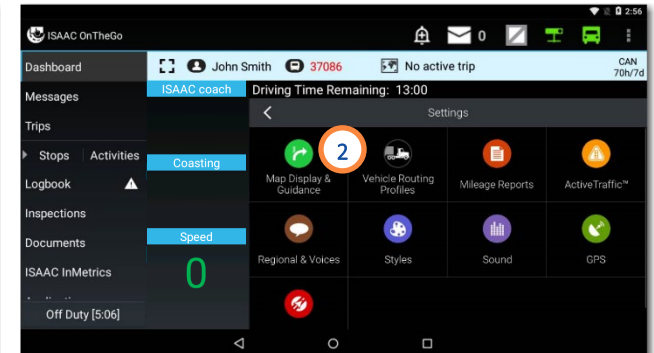 2:56
ISAAC OnTheGo
0
Dashboard
John Smith
37086
No active trip
CAN
70h/7d
Messages
ISAAC coach
Driving Time Remaining: 13:00
Settings
Trips
Stops
Activities
2
Coasting
Map Display &
Guidance
Vehicle Routing
Profiles
Mileage Reports
ActiveTraffic™
Logbook
Inspections
Documents
Speed
0
Regional & Voices
Styles
Sound
GPS
ISAAC InMetrics
Off Duty [5:06]